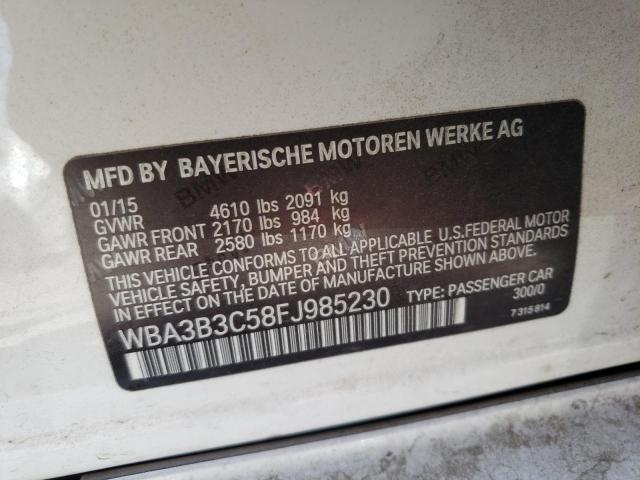 MFD BY BAYERISCHE MOTOREN WERKE AG
01/15
GVWR 4610 lbs 2091 kg
GAWR FRONT 2170 lbs 984 kg
GAWR REAR 2580 lbs 1170 kg
THIS VEHICLE CONFORMS TO ALL APPLICABLE U.S.FEDERAL MOTOR
VEHICLE SAFETY, BUMPER AND THEFT PREVENTION STANDARDS
IN EFFECT ON THE DATE OF MANUFACTURE SHOWN ABOVE.
WBA3B3C58FJ985230 TYPE: PASSENGER CAR
300/0
7315814